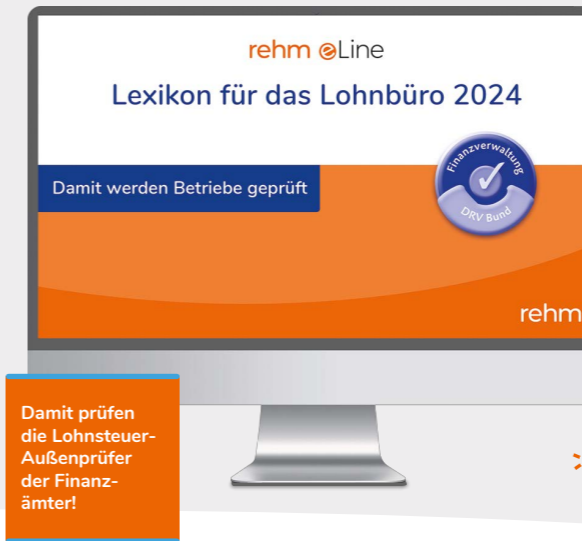 rehm eLine
Lexikon für das Lohnbüro 2024
Damit werden Betriebe geprüft
Finanzverwaltung
DRV Bund
rehm
Damit prüfen
die Lohnsteuer-
Außenprüfer
der Finanz-
ämter!